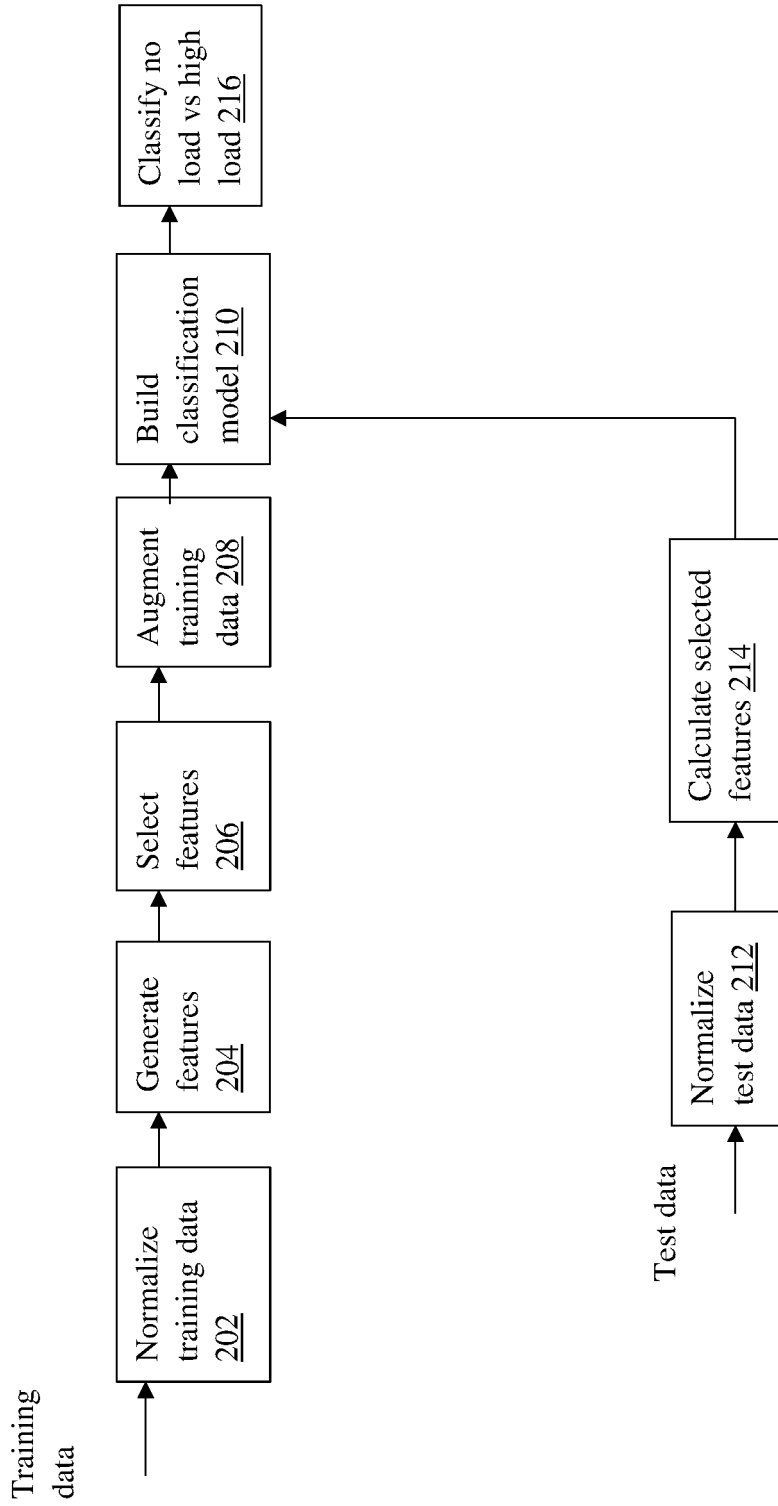 Training
data
Normalize
training data
202
Generate
features
204
Select
features
206
Augment
training
data 208
Build
classification
model 210
Classify no
load vs high
load 216
Test data
Normalize
test data 212
Calculate selected
features 214